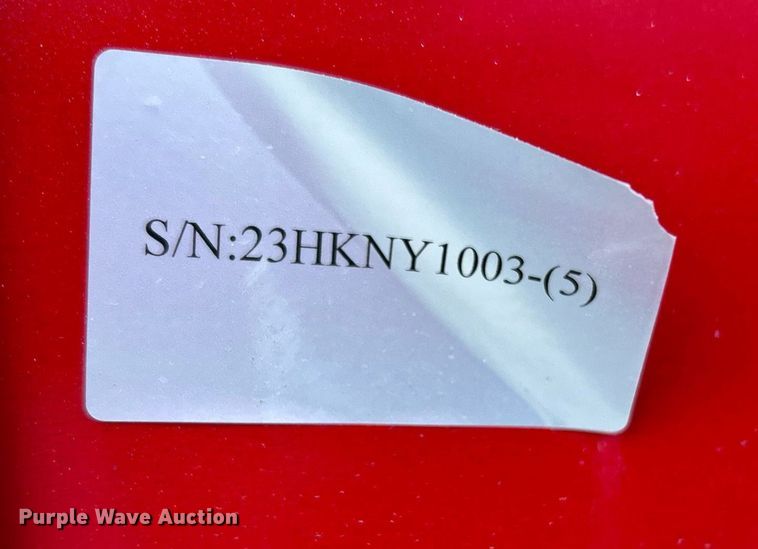 S/N:23HKNY1003-(5)
Purple Wave Auction